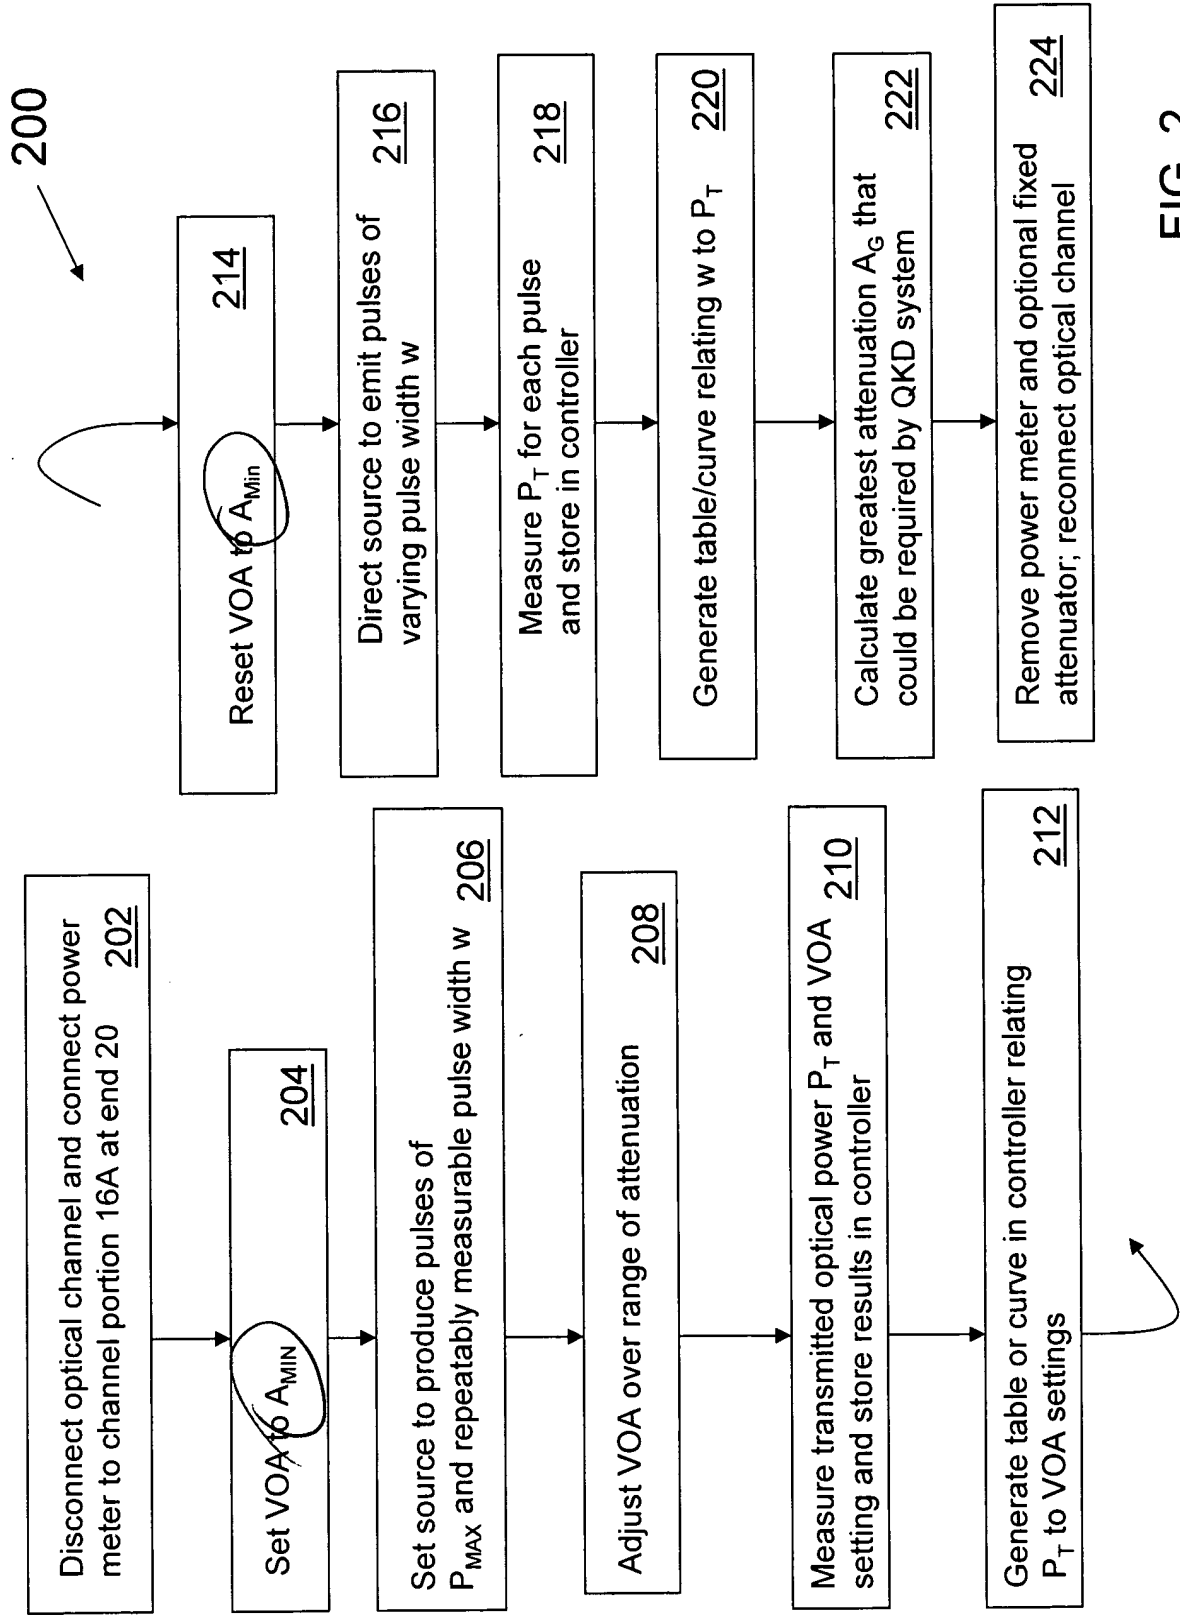 200
Disconnect optical channel and connect power
meter to channel portion 16A at end 20
202
Set VOA to A_MIN
204
Set source to produce pulses of
P_MAX and repeatably measurable pulse width w
206
Adjust VOA over range of attenuation
208
Measure transmitted optical power P_T and VOA
setting and store results in controller
210
Generate table or curve in controller relating
P_T to VOA settings
212
Reset VOA to A_Min
214
Direct source to emit pulses of
varying pulse width w
216
Measure P_T for each pulse
and store in controller
218
Generate table/curve relating w to P_T
220
Calculate greatest attenuation A_G that
could be required by QKD system
222
Remove power meter and optional fixed
attenuator; reconnect optical channel
224
FIG. 2